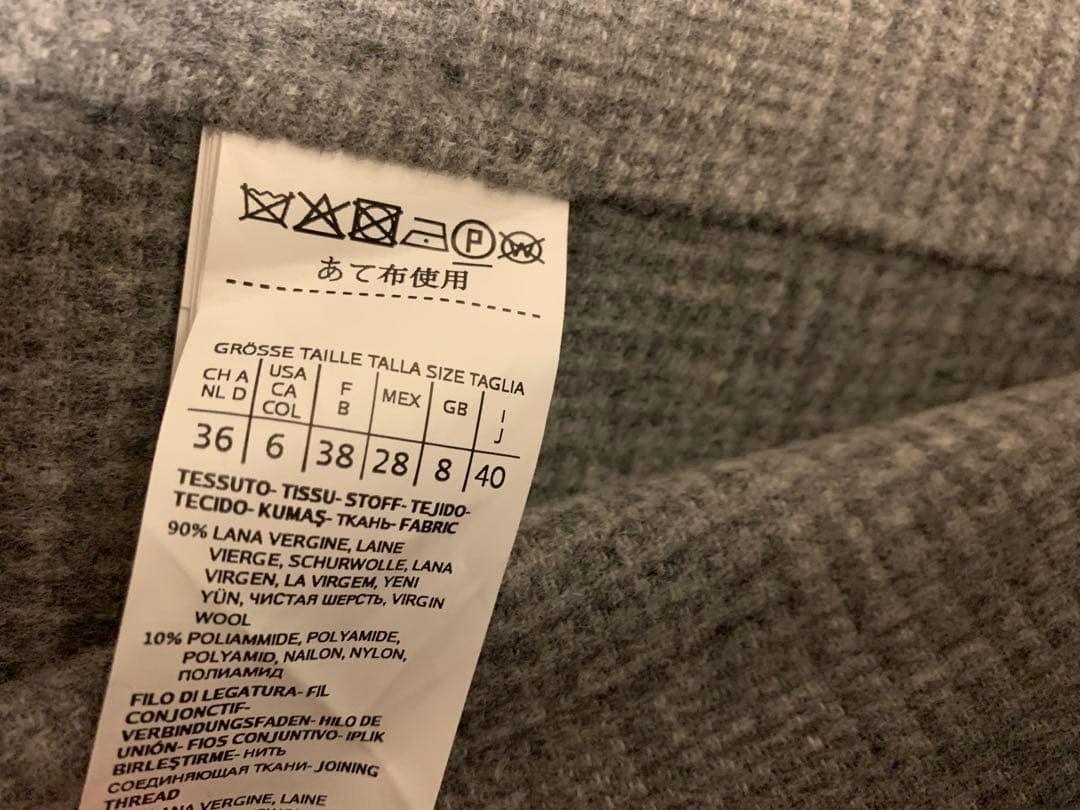 P W
あて布使用
GRÖSSE TAILLE TALLA SIZE TAGLIA
CH A NL D USA CA COL F B MEX GB I J
36 6 38 28 8 40
TESSUTO- TISSU- STOFF- TEJIDO-
TECIDO- KUMAŞ- ТКАНЬ- FABRIC
90% LANA VERGINE, LAINE
VIERGE, SCHURWOLLE, LANA
VIRGEN, LA VIRGEM, YENI
YÜN, ЧИСТАЯ ШЕРСТЬ, VIRGIN
WOOL
10% POLIAMMIDE, POLYAMIDE,
POLYAMID, NAILON, NYLON,
ПОЛИАМИД
FILO DI LEGATURA- FIL
CONJONCTIF-
VERBINDUNGSFADEN- HILO DE
UNIÓN- FIOS CONJUNTIVO- IPLIK
BIRLEŞTIRME- НИТЬ
СОЕДИНЯЮЩАЯ ТКАНИ- JOINING
THREAD
VERGINE, LAINE